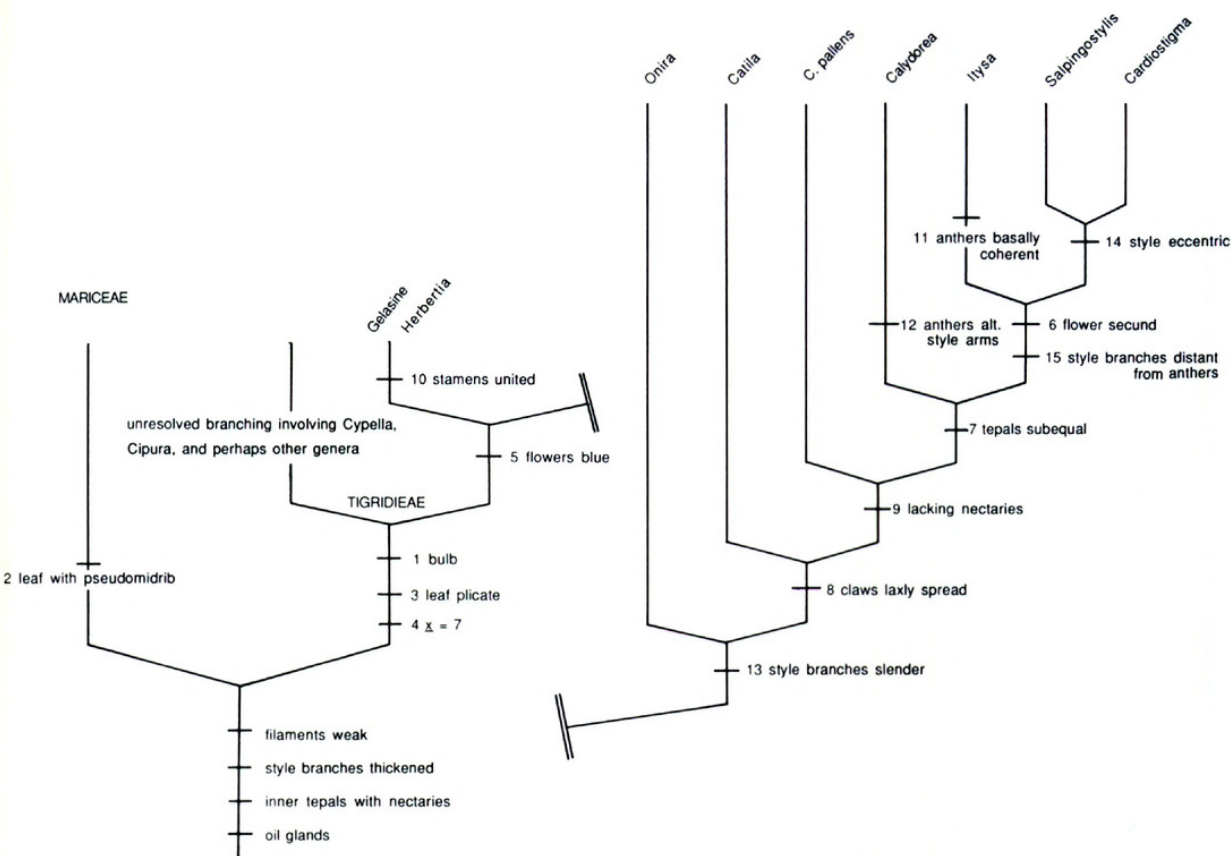 Onira
Catila
C. pallens
Calydorea
Itysa
Salpingostylis
Cardiostigma
11 anthers basally
coherent
14 style eccentric
12 anthers alt.
style arms
6 flower secund
15 style branches distant
from anthers
7 tepals subequal
9 lacking nectaries
8 claws laxly spread
13 style branches slender
MARICEAE
Gelasine
Herbertia
10 stamens united
unresolved branching involving Cypella,
Cipura, and perhaps other genera
5 flowers blue
TIGRIDIEAE
1 bulb
2 leaf with pseudomidrib
3 leaf plicate
4 x = 7
filaments weak
style branches thickened
inner tepals with nectaries
oil glands